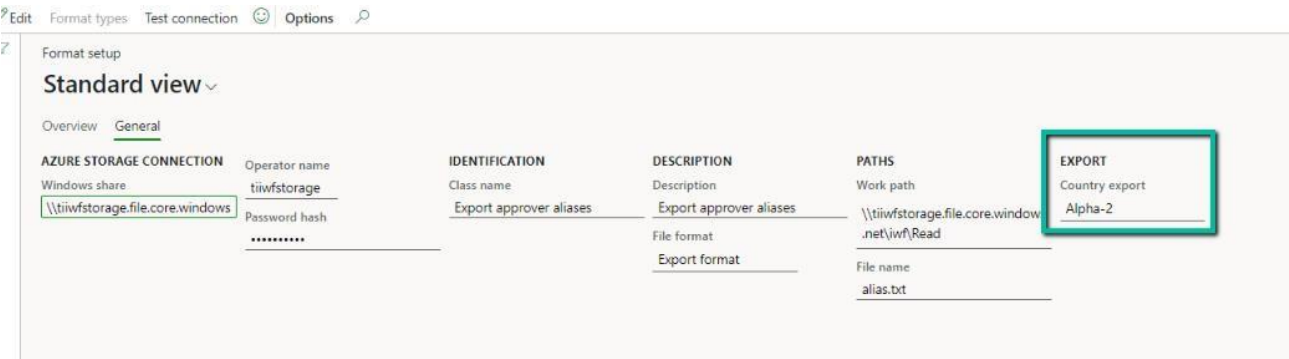 Edit Format types Test connection Options
Format setup
Standard view
Overview General
AZURE STORAGE CONNECTION
Windows share
\\tiiwfstorage.file.core.windows
Operator name
tiiwfstorage
Password hash
••••••••••
IDENTIFICATION
Class name
Export approver aliases
DESCRIPTION
Description
Export approver aliases
File format
Export format
PATHS
Work path
\\tiiwfstorage.file.core.window
.net\iwf\Read
File name
alias.txt
EXPORT
Country export
Alpha-2